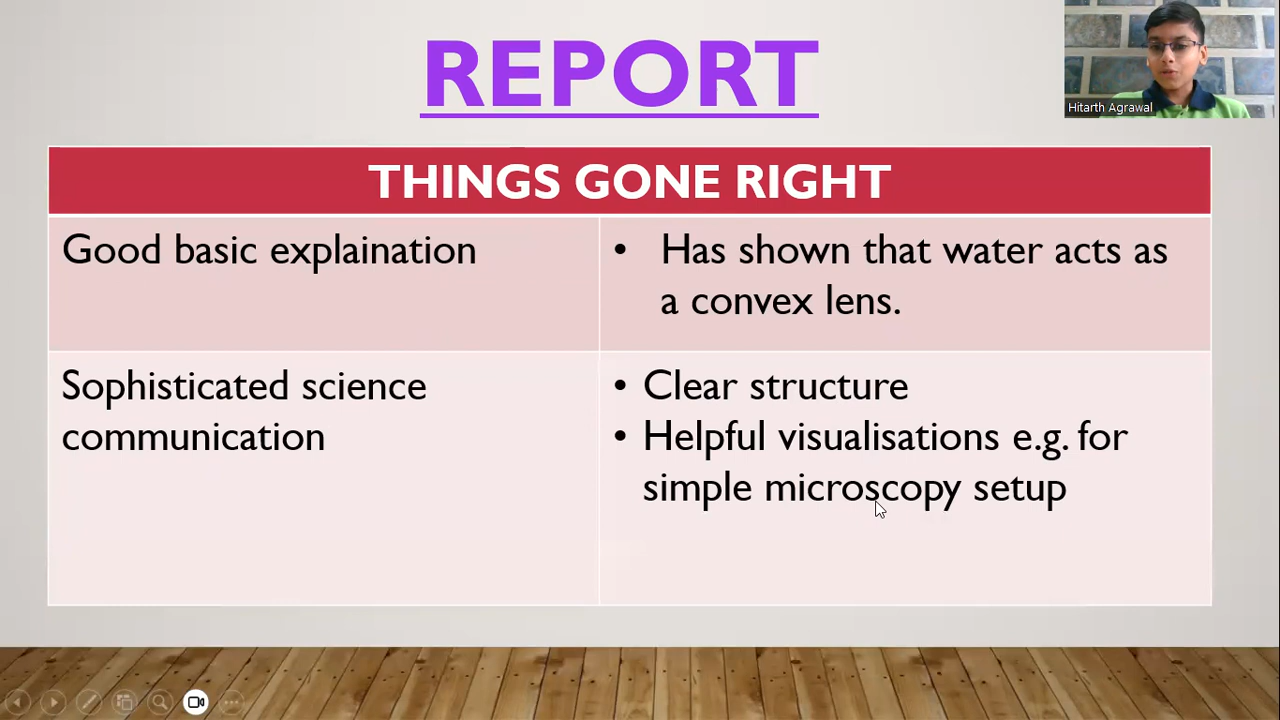 REPORT
Hitarth Agrawal
THINGS GONE RIGHT
Good basic explaination
• Has shown that water acts as
a convex lens.
Sophisticated science
communication
• Clear structure
• Helpful visualisations e.g. for
simple microscopy setup